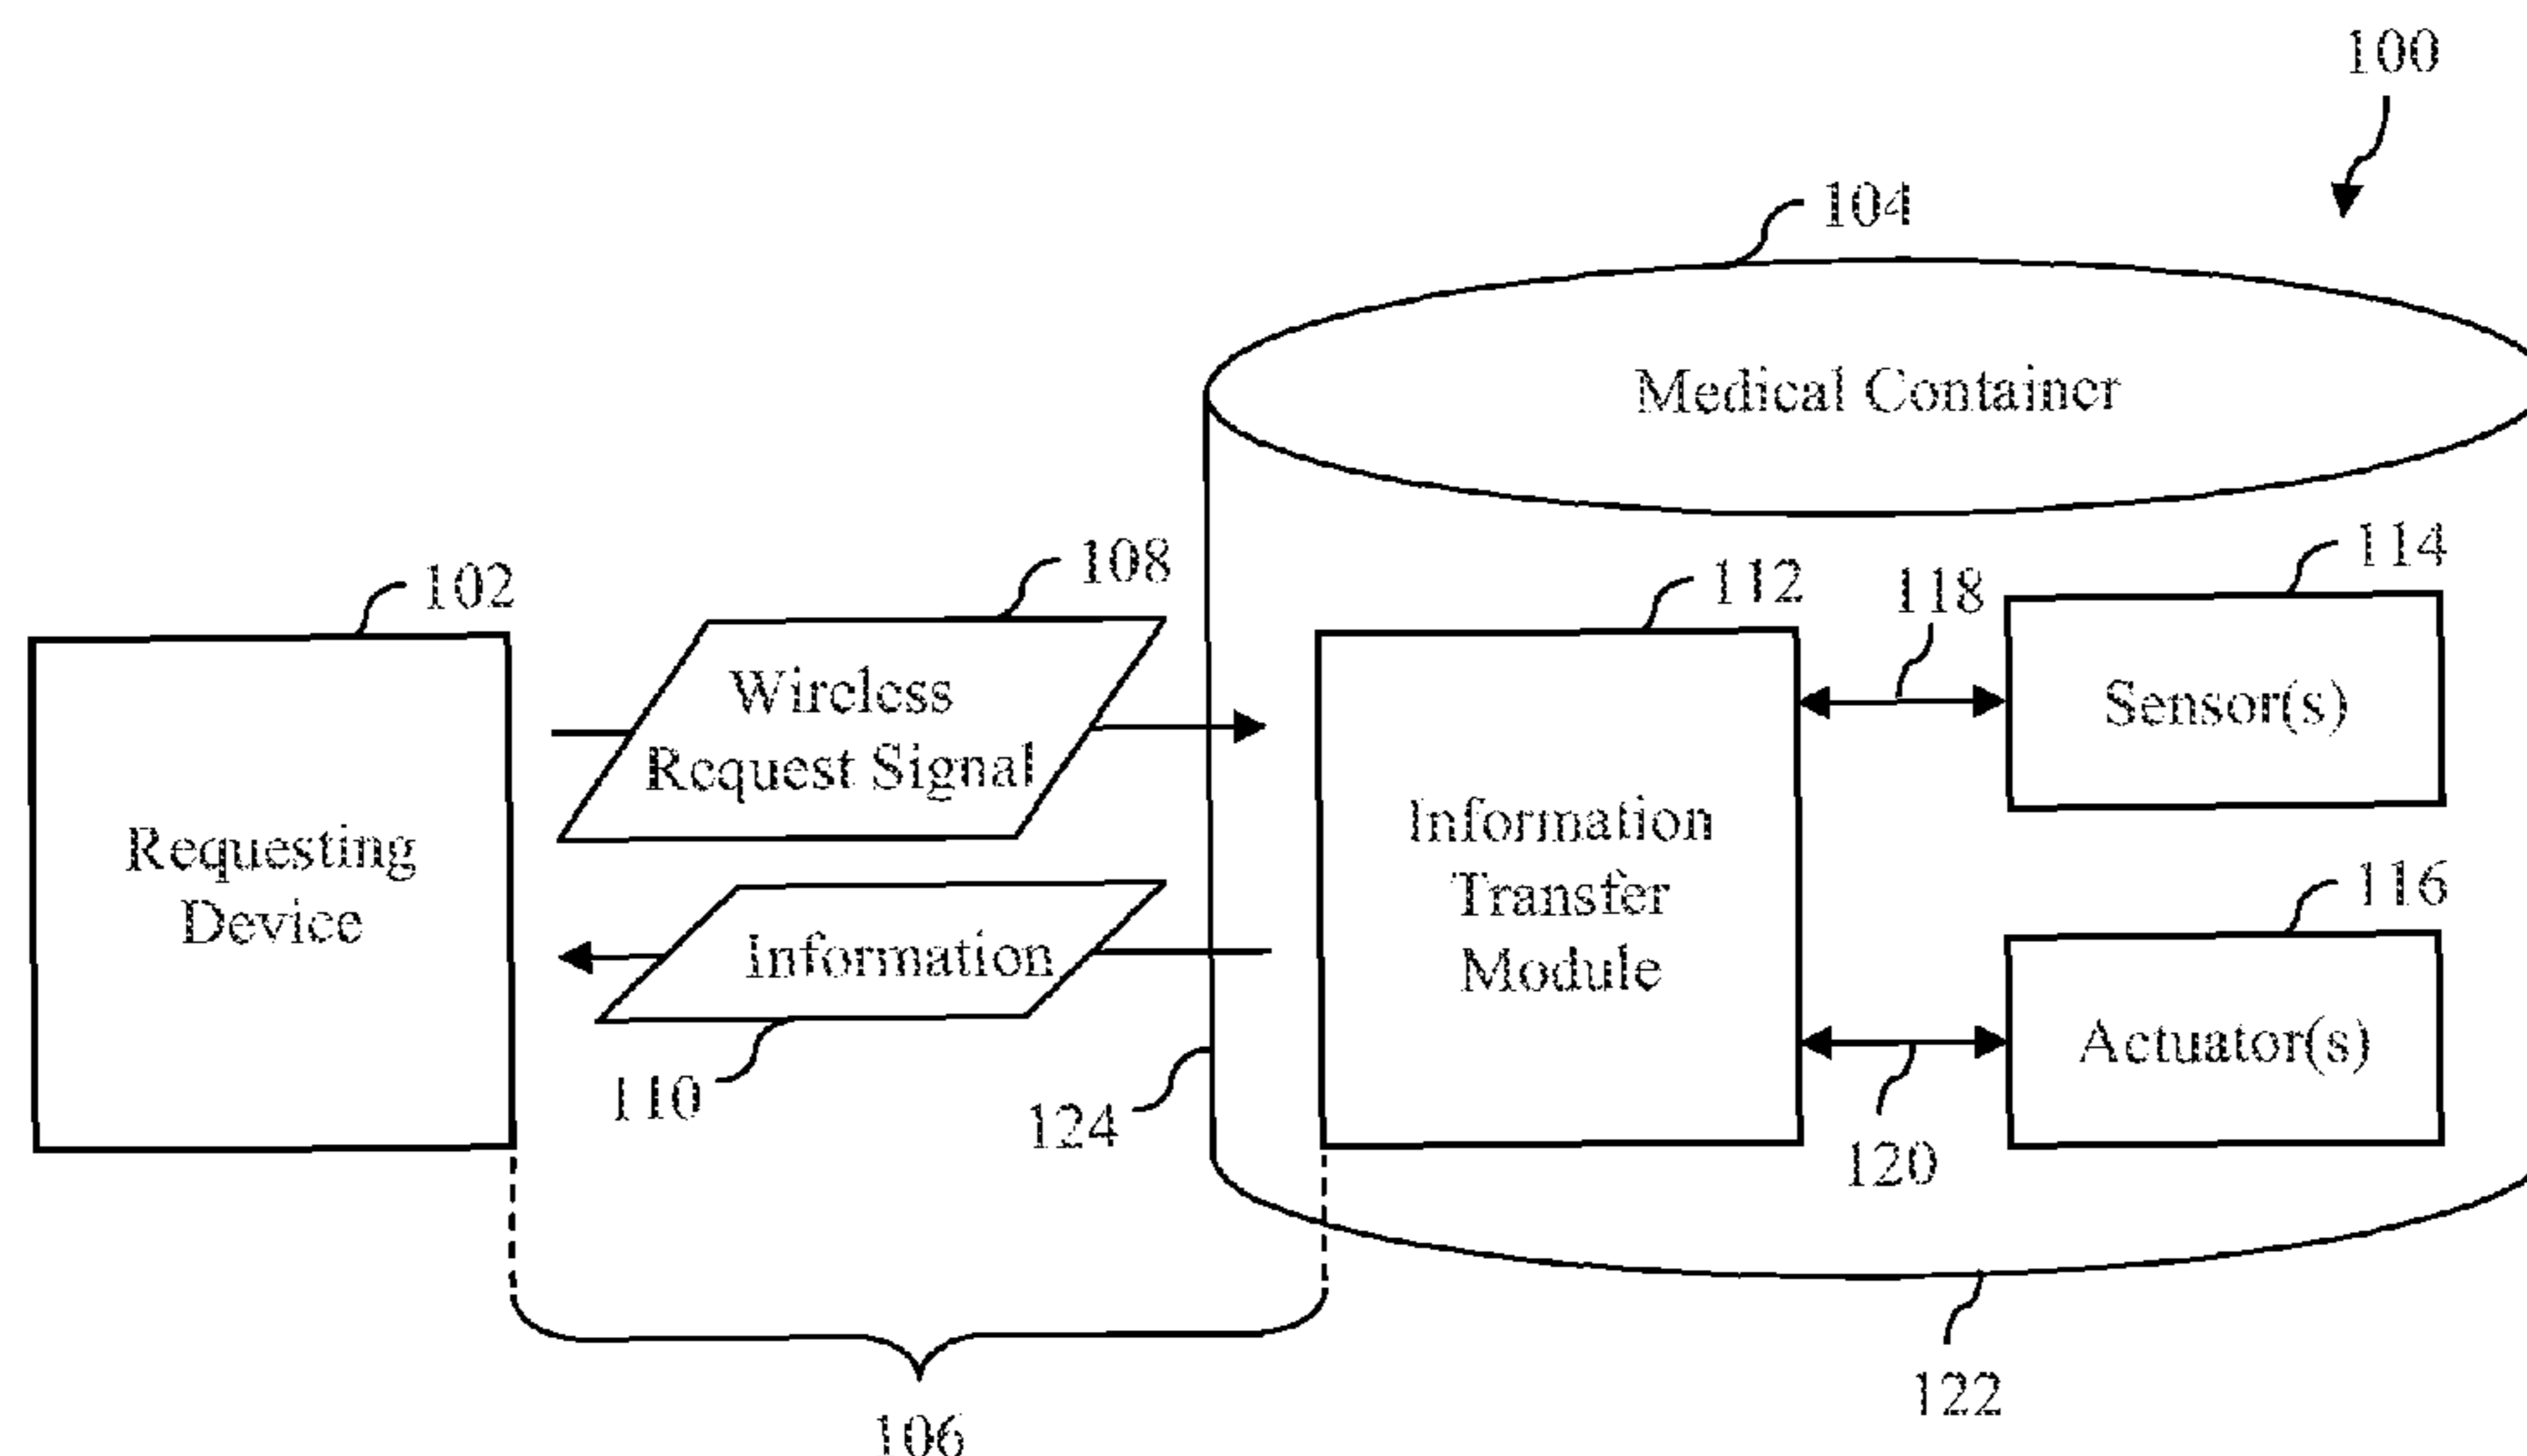 100
104
Medical Container
108
114
102
112
118
Wireless
Request Signal
Sensor(s)
Requesting
Device
Information
Transfer
Module
116
Information
Actuator(s)
110
124
120
122
106